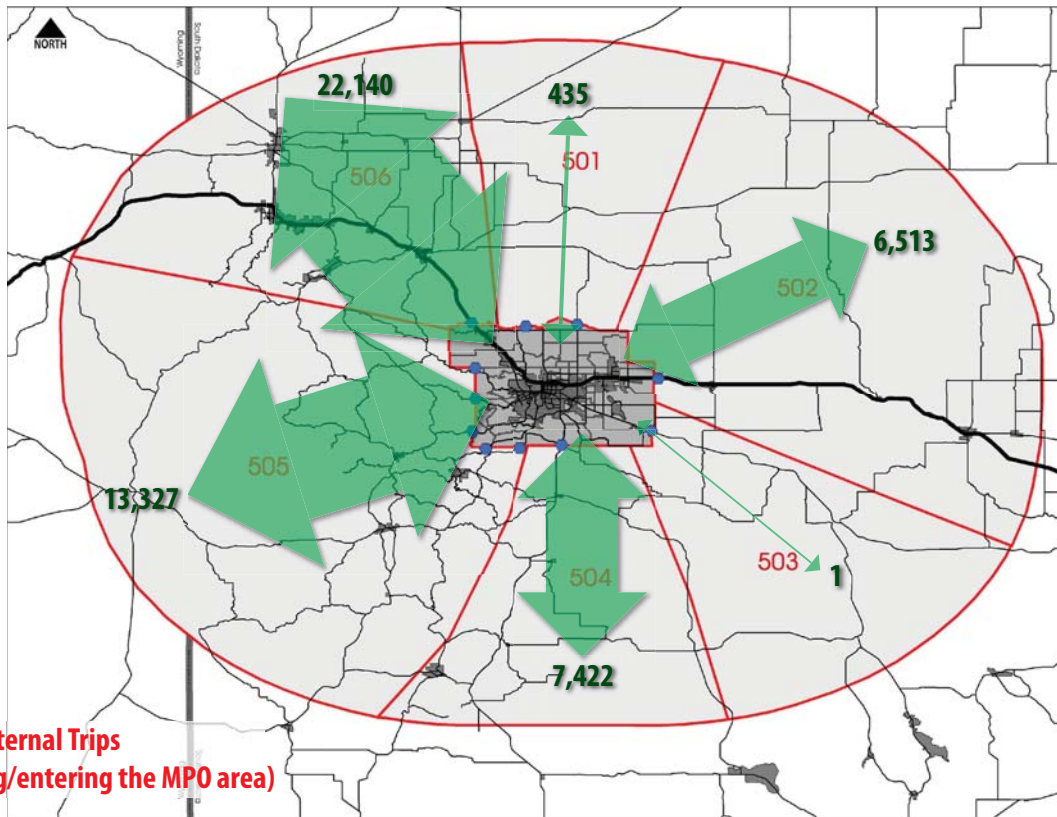 NORTH
Wyoming
South Dakota
22,140
435
501
506
6,513
502
505
13,327
503
1
504
7,422
ternal Trips
g/entering the MPO area)